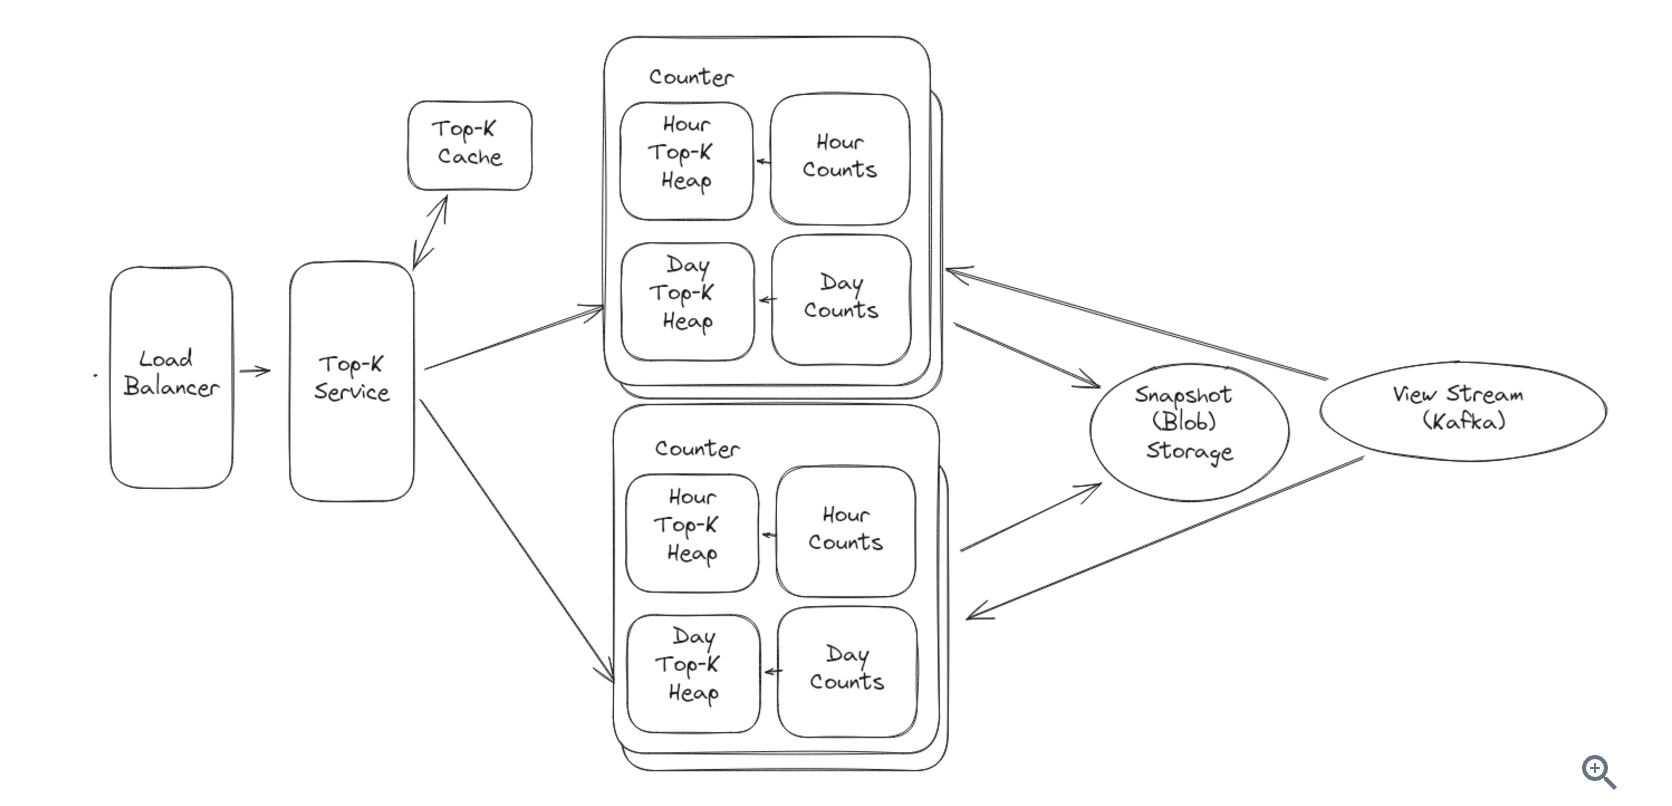 Counter
Hour
Top-K
Heap
Hour
Counts
Day
Top-K
Heap
Day
Counts
Top-K
Cache
Load
Balancer
Top-K
Service
Snapshot
(Blob)
Storage
View Stream
(Kafka)
Counter
Hour
Top-K
Heap
Hour
Counts
Day
Top-K
Heap
Day
Counts